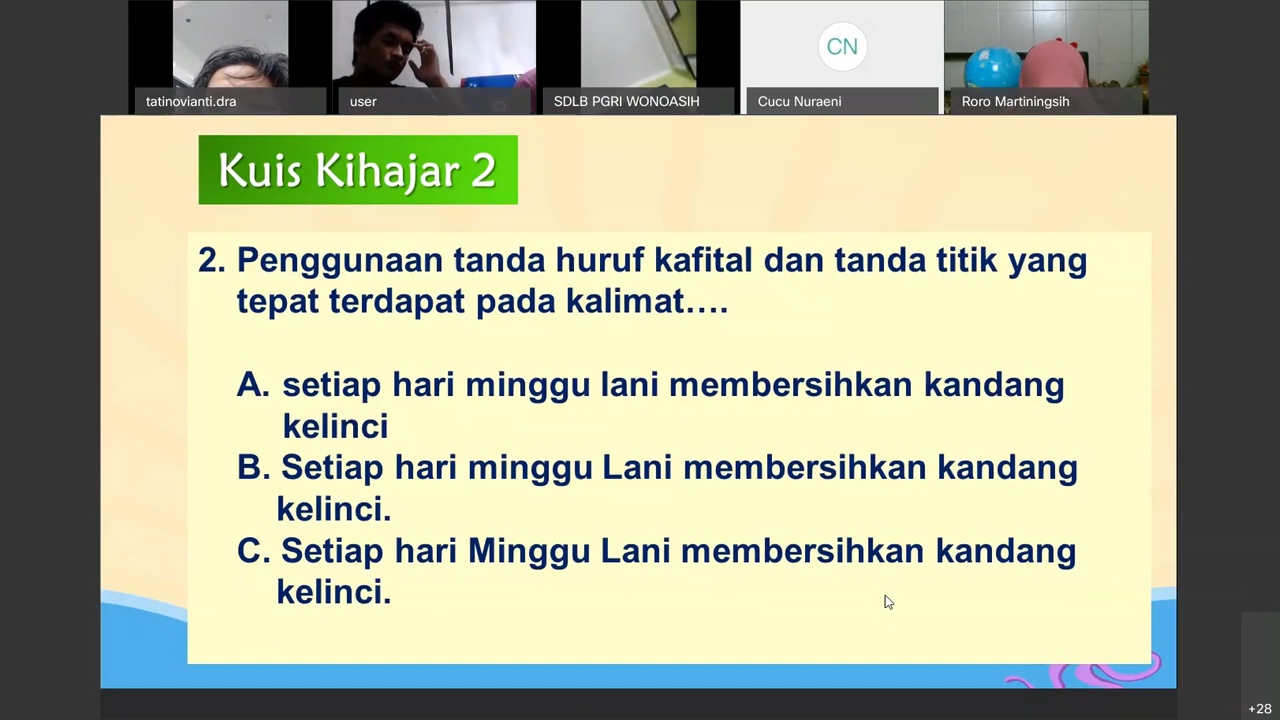 tatinovianti.dra
user
SDLB PGRI WONOASIH
CN
Cucu Nuraeni
Roro Martiningsih
Kuis Kihajar 2
2. Penggunaan tanda huruf kafital dan tanda titik yang
tepat terdapat pada kalimat....
A. setiap hari minggu lani membersihkan kandang
kelinci
B. Setiap hari minggu Lani membersihkan kandang
kelinci.
C. Setiap hari Minggu Lani membersihkan kandang
kelinci.
+28